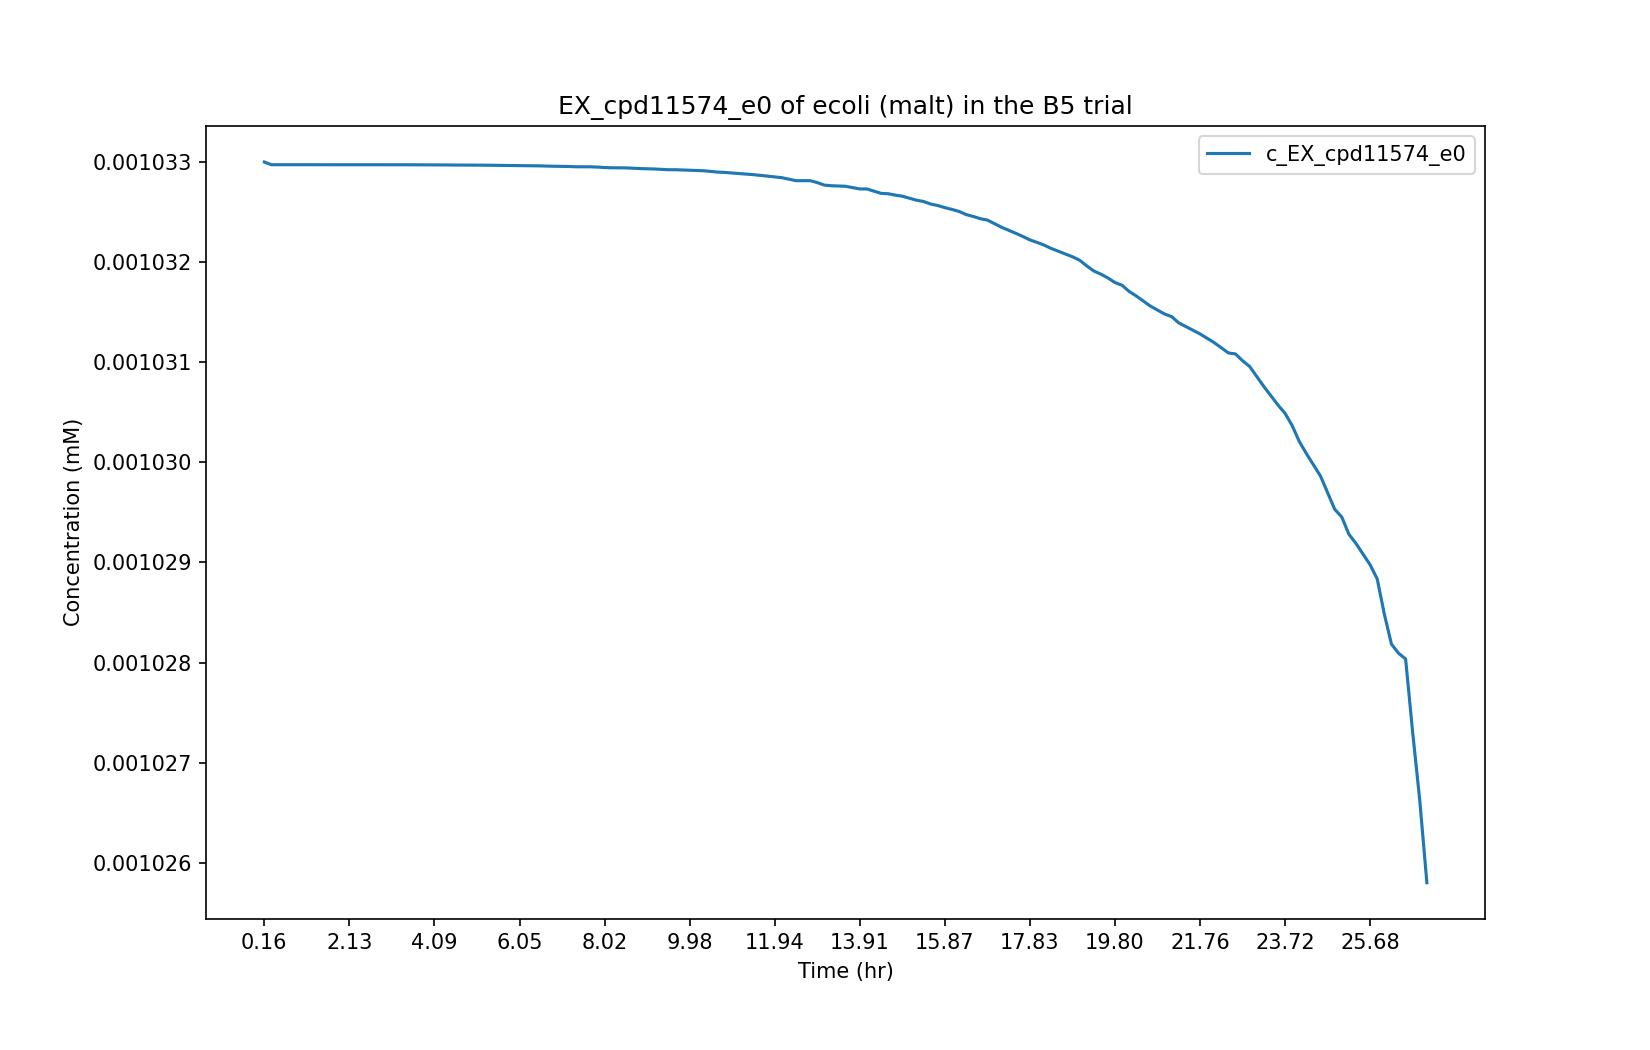 EX_cpd11574_e0 of ecoli (malt) in the B5 trial
c_EX_cpd11574_e0
Concentration (mM)
0.001033
0.001032
0.001031
0.001030
0.001029
0.001028
0.001027
0.001026
0.16 2.13 4.09 6.05 8.02 9.98 11.94 13.91 15.87 17.83 19.80 21.76 23.72 25.68
Time (hr)